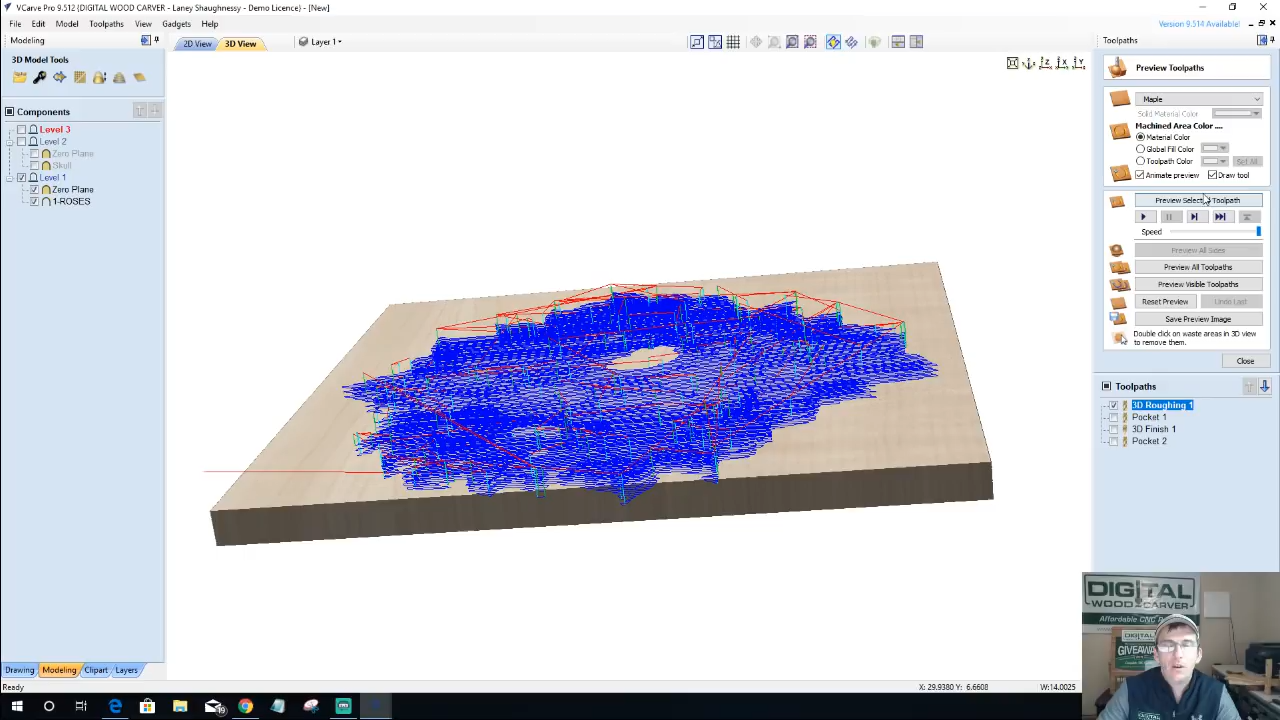 VCarve Pro 9.512 (DIGITAL WOOD CARVER - Laney Shaughnessy - Demo Licence) - [New]
File Edit Model Toolpaths View Gadgets Help
Version 9.514 Available!
Modeling
2D View 3D View Layer 1
Toolpaths
3D Model Tools
Components
Level 3
Level 2
Zero Plane
Skull
Level 1
Zero Plane
1-ROSES
Preview Toolpaths
Maple
Solid Material Color
Machined Area Color ....
Material Color
Global Fill Color
Toolpath Color Set All
Animate preview Draw tool
Preview Selected Toolpath
Speed
Preview All Sides
Preview All Toolpaths
Preview Visible Toolpaths
Reset Preview Undo Last
Save Preview Image
Double click on waste areas in 3D view
to remove them.
Close
Toolpaths
3D Roughing 1
Pocket 1
3D Finish 1
Pocket 2
DIGITAL
WOOD CARVER
Affordable CNC
DIGITAL
GIVEAWAY
Drawing Modeling Clipart Layers
Ready
X: 29.9380 Y: 6.6608 W:14.0025